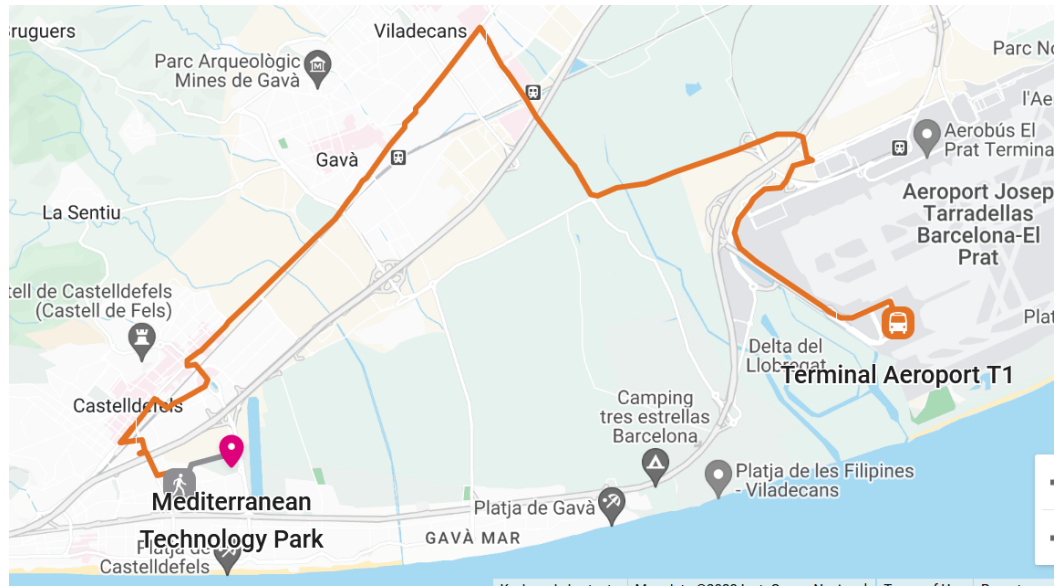 Bruguers
Viladecans
Parc Arqueològic
Mines de Gavà
Parc No
l'Ae
Aerobús El
Prat Termina
Gavà
Aeroport Josep
Tarradellas
Barcelona-El
Prat
La Sentiu
tell de Castelldefels
(Castell de Fels)
Plat
Delta del
Llobregat
Terminal Aeroport T1
Castelldefels
Camping
tres estrellas
Barcelona
Platja de les Filipines
- Viladecans
Mediterranean
Technology Park
Platja de Gavà
GAVÀ MAR
Platja de
Castelldefels